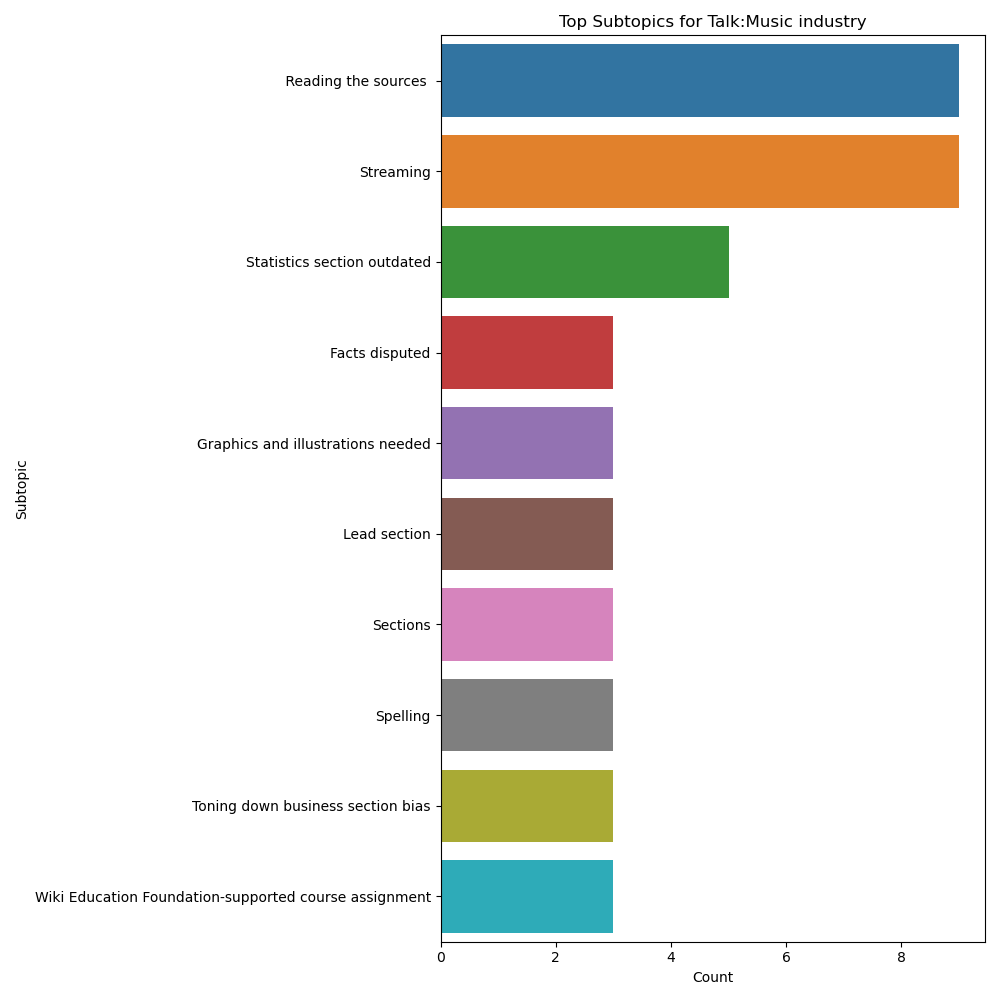 Top Subtopics for Talk:Music industry
Reading the sources
Streaming
Statistics section outdated
Facts disputed
Graphics and illustrations needed
Lead section
Sections
Spelling
Toning down business section bias
Wiki Education Foundation-supported course assignment
Subtopic
0 2 4 6 8
Count